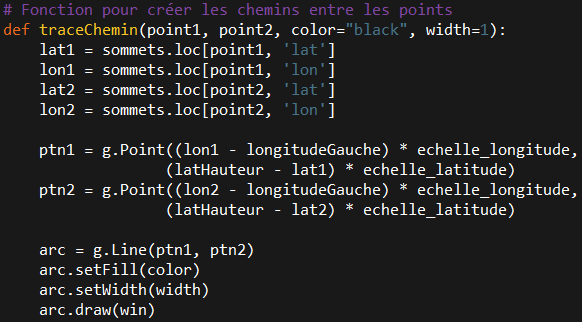 # Fonction pour créer les chemins entre les points
def traceChemin(point1, point2, color="black", width=1):
    lat1 = sommets.loc[point1, 'lat']
    lon1 = sommets.loc[point1, 'lon']
    lat2 = sommets.loc[point2, 'lat']
    lon2 = sommets.loc[point2, 'lon']

    ptn1 = g.Point((lon1 - longitudeGauche) * echelle_longitude,
                   (latHauteur - lat1) * echelle_latitude)
    ptn2 = g.Point((lon2 - longitudeGauche) * echelle_longitude,
                   (latHauteur - lat2) * echelle_latitude)

    arc = g.Line(ptn1, ptn2)
    arc.setFill(color)
    arc.setWidth(width)
    arc.draw(win)